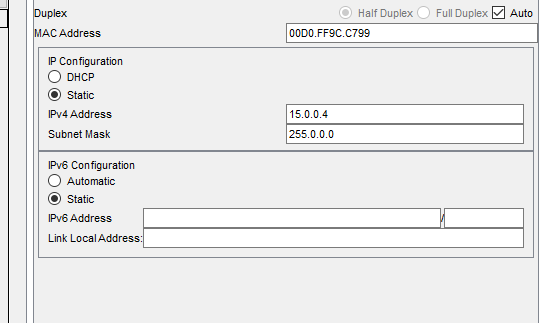 Duplex Half Duplex Full Duplex Auto
MAC Address 00D0.FF9C.C799
IP Configuration
DHCP
Static
IPv4 Address 15.0.0.4
Subnet Mask 255.0.0.0
IPv6 Configuration
Automatic
Static
IPv6 Address /
Link Local Address: